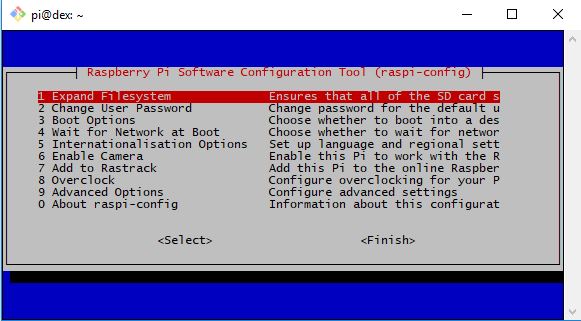 pi@dex: ~
Raspberry Pi Software Configuration Tool (raspi-config)
1 Expand Filesystem Ensures that all of the SD card s
2 Change User Password Change password for the default u
3 Boot Options Choose whether to boot into a des
4 Wait for Network at Boot Choose whether to wait for networ
5 Internationalisation Options Set up language and regional sett
6 Enable Camera Enable this Pi to work with the R
7 Add to Rastrack Add this Pi to the online Raspber
8 Overclock Configure overclocking for your P
9 Advanced Options Configure advanced settings
0 About raspi-config Information about this configurat
<Select> <Finish>